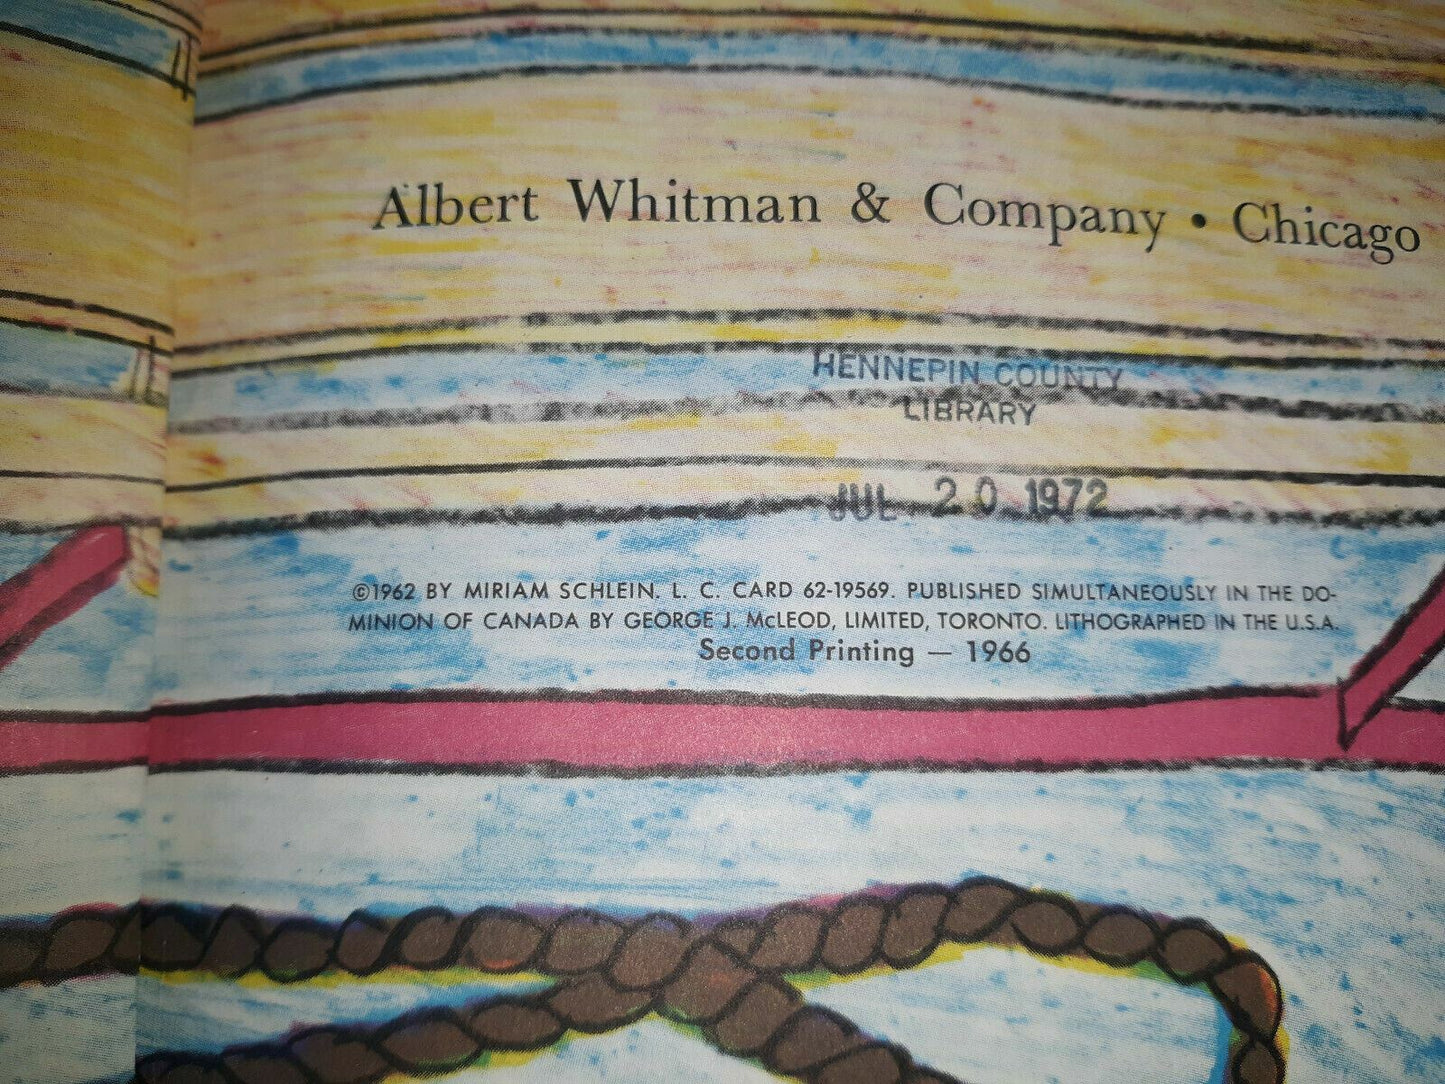 Albert Whitman & Company • Chicago
HENNEPIN COUNTY
LIBRARY
JUL 20 1972
©1962 BY MIRIAM SCHLEIN. L. C. CARD 62-19569. PUBLISHED SIMULTANEOUSLY IN THE DO-
MINION OF CANADA BY GEORGE J. McLEOD, LIMITED, TORONTO. LITHOGRAPHED IN THE U.S.A.
Second Printing — 1966